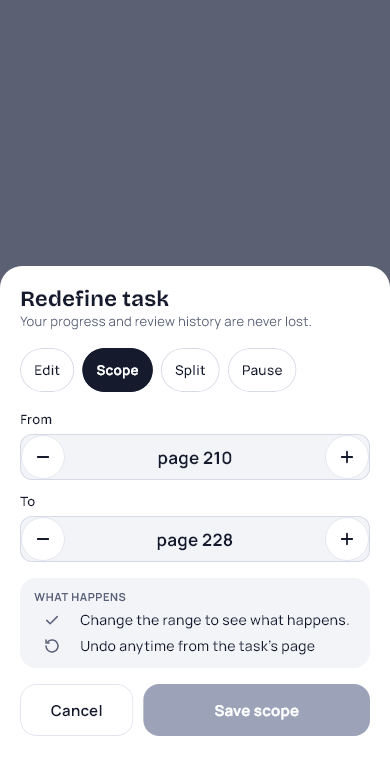 Redefine task
Your progress and review history are never lost.
Edit Scope Split Pause
From
− page 210 +
To
− page 228 +
WHAT HAPPENS
Change the range to see what happens.
Undo anytime from the task's page
Cancel Save scope